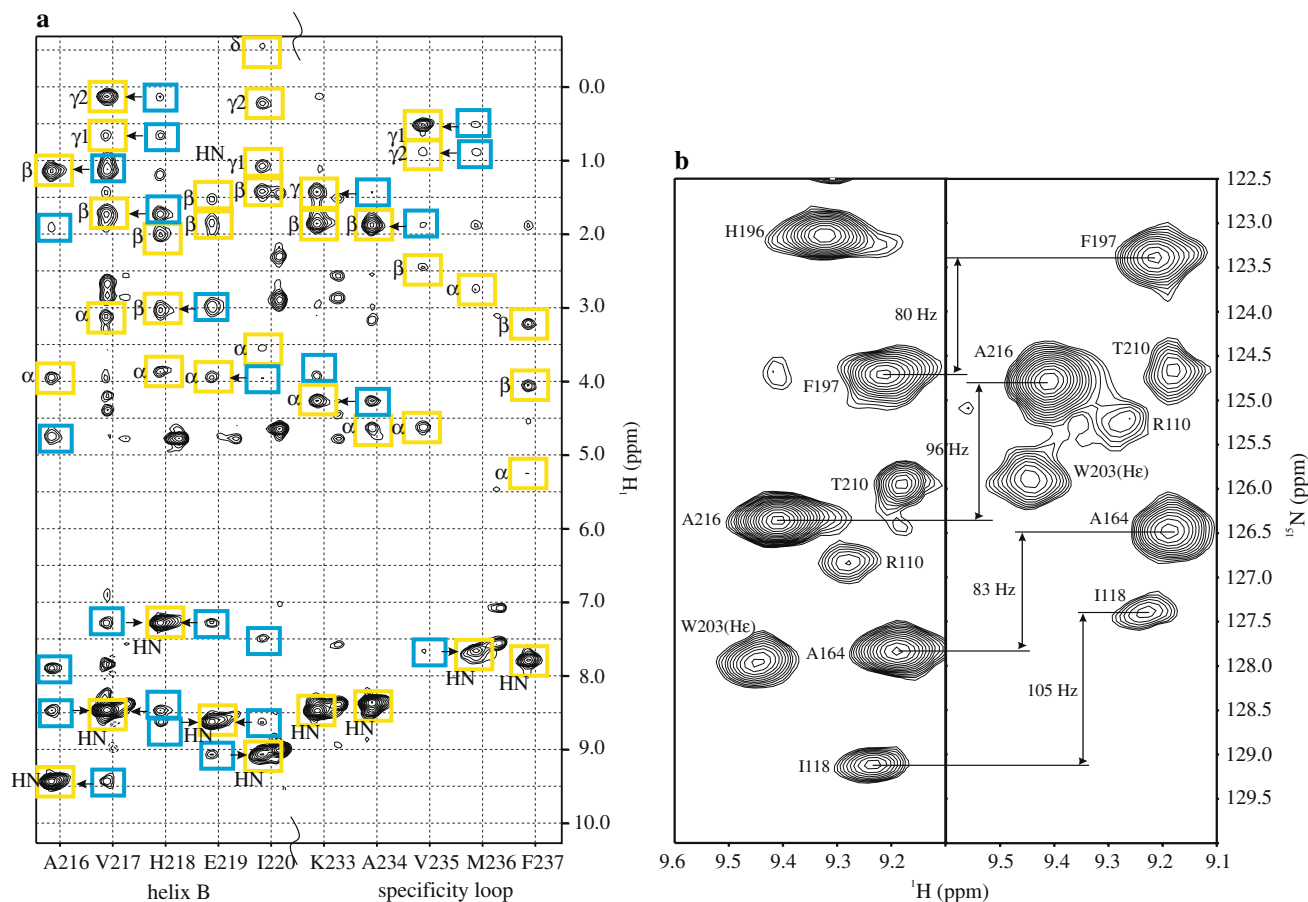 a
δ
0.0
γ2
γ2
γ1
γ1
HN
γ1
γ2
1.0
β
β
γ
β
β
β
β
β
β
2.0
β
α
3.0
α
β
β
α
α
α
α
β
4.0
α
α
α
5.0
α
¹H (ppm)
6.0
7.0
HN
HN
HN
8.0
HN
HN
HN
HN
9.0
HN
HN
10.0
A216 V217 H218 E219 I220 K233 A234 V235 M236 F237
helix B specificity loop
b
122.5
H196
F197
123.0
123.5
80 Hz
124.0
A216
T210
124.5
F197
125.0
R110
96 Hz
125.5
T210
W203(Hε)
126.0
A216
A164
126.5
R110
127.0
83 Hz
I118
127.5
W203(Hε)
A164
128.0
105 Hz
128.5
I118
129.0
129.5
¹⁵N (ppm)
9.6 9.4 9.2 9.5 9.4 9.3 9.2 9.1
¹H (ppm)